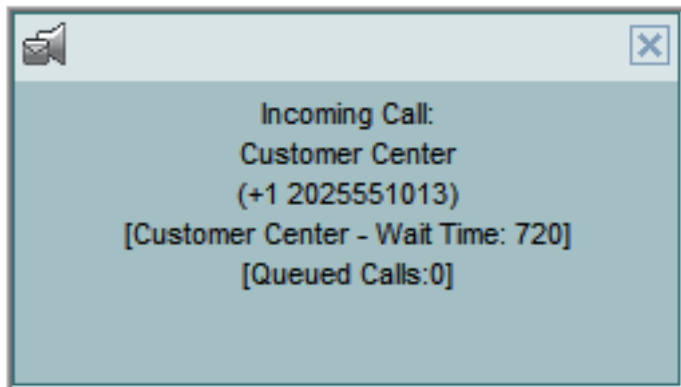 Incoming Call:
Customer Center
(+1 2025551013)
[Customer Center - Wait Time: 720]
[Queued Calls:0]